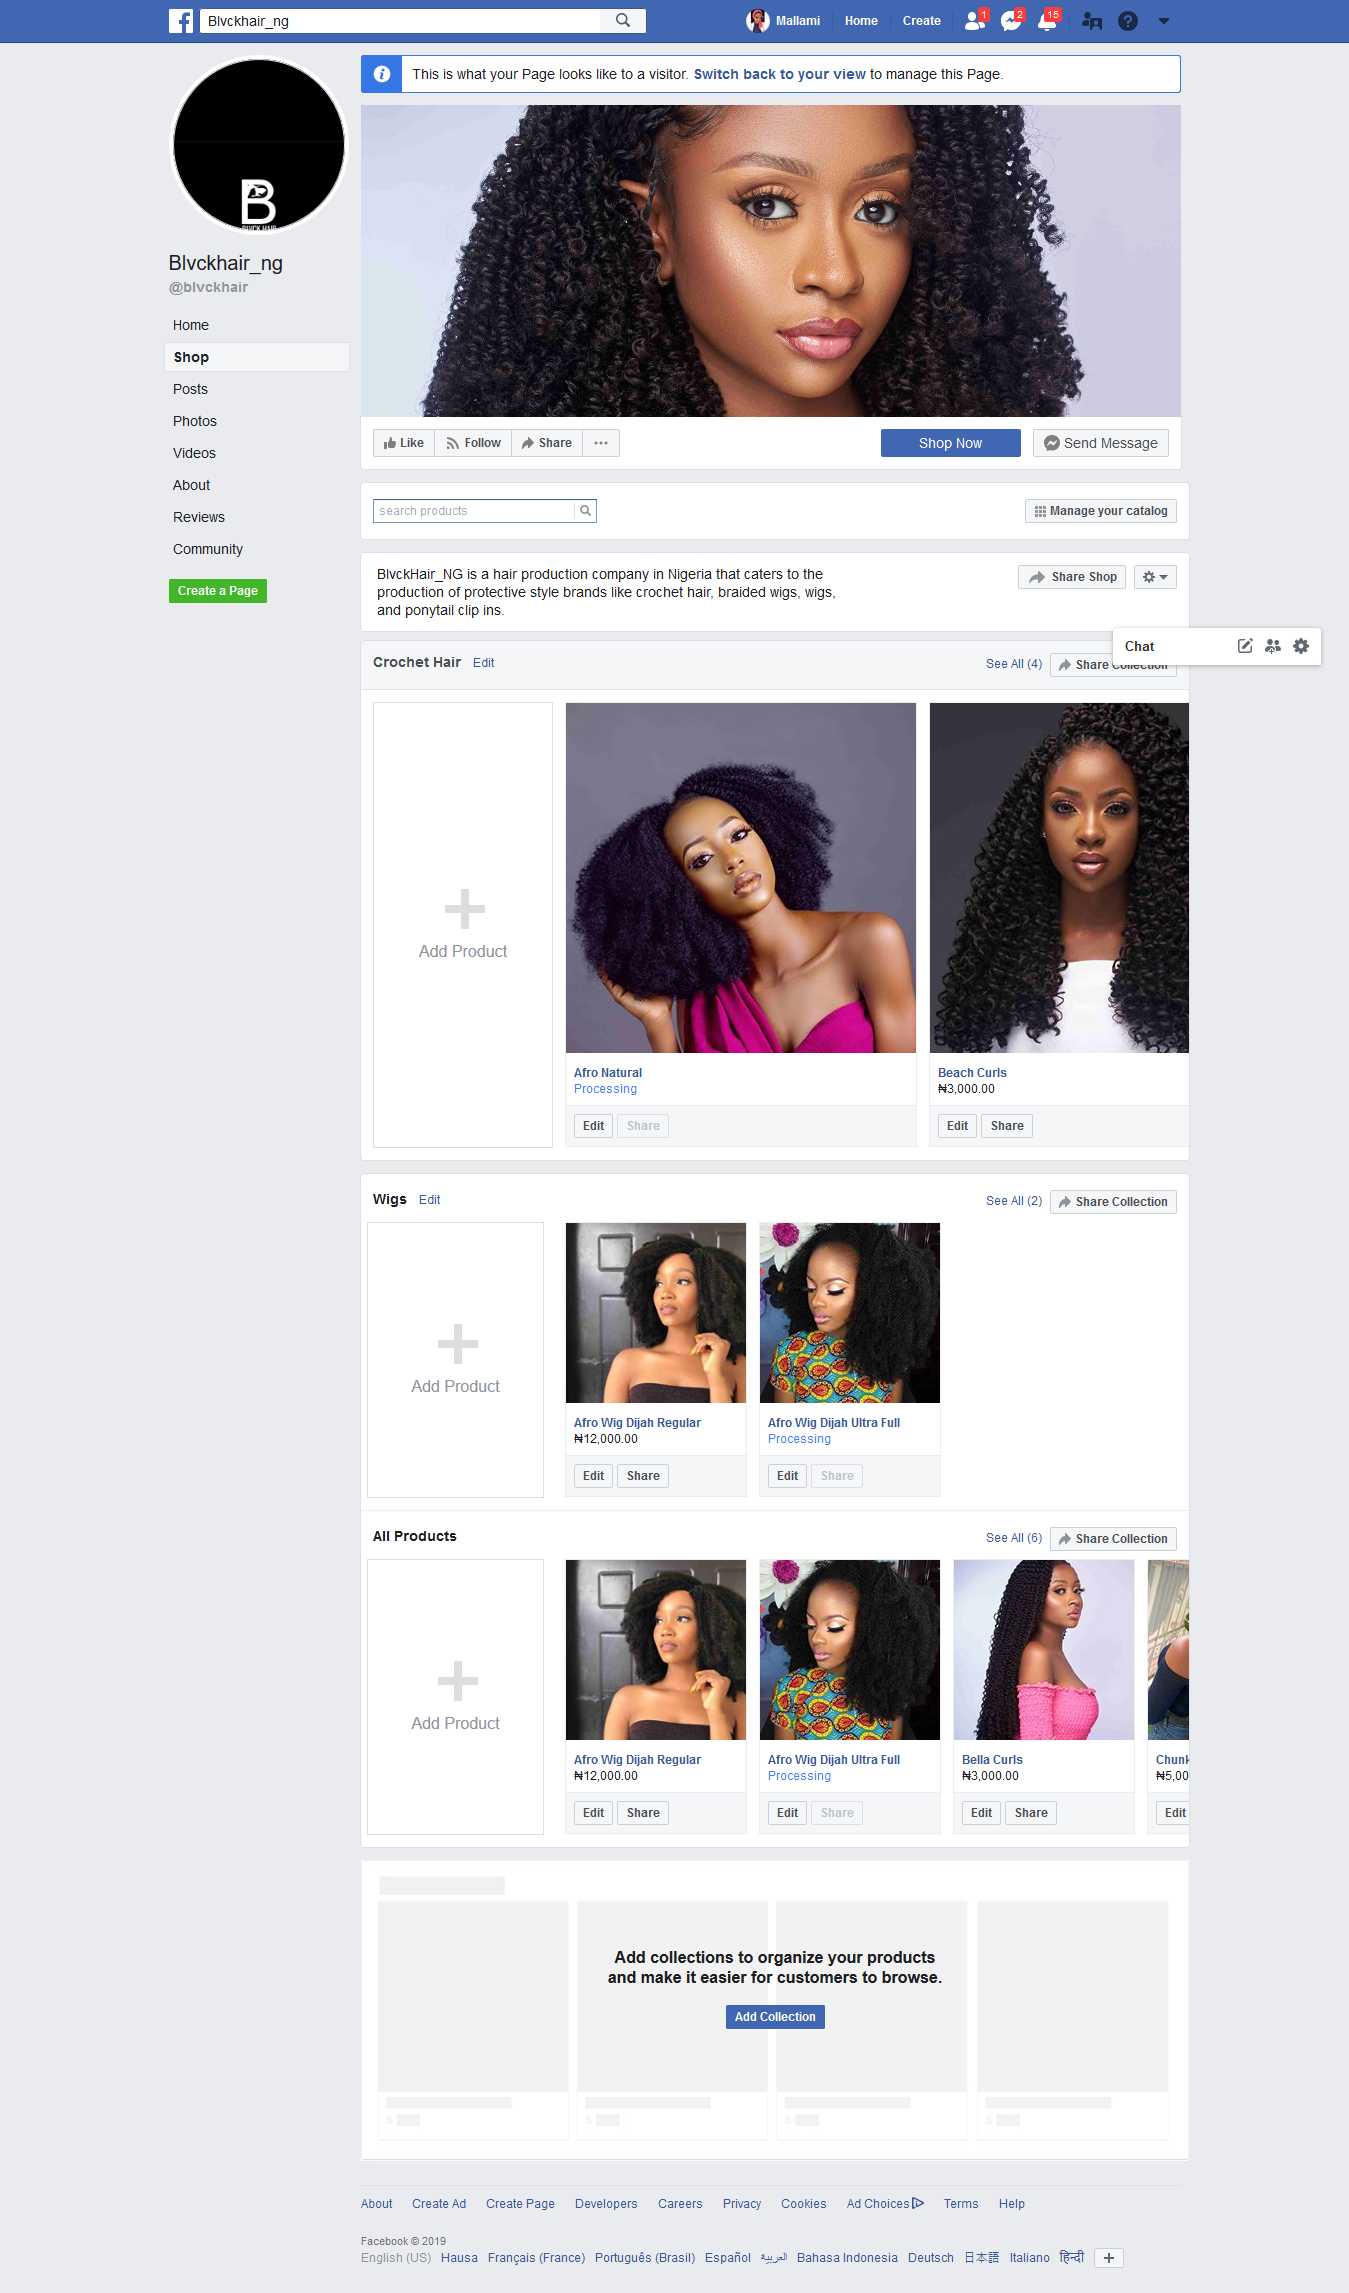 Blvckhair_ng
Mallami
Home
Create
1
2
15
This is what your Page looks like to a visitor. Switch back to your view to manage this Page.
B
BLVCK HAIR
Blvckhair_ng
@blvckhair
Home
Shop
Posts
Photos
Videos
About
Reviews
Community
Create a Page
Like
Follow
Share
Shop Now
Send Message
search products
Manage your catalog
BlvckHair_NG is a hair production company in Nigeria that caters to the
production of protective style brands like crochet hair, braided wigs, wigs,
and ponytail clip ins.
Share Shop
Chat
Crochet Hair Edit
See All (4)
Share Collection
Add Product
Afro Natural
Processing
Edit Share
Beach Curls
₦3,000.00
Edit Share
Wigs Edit
See All (2)
Share Collection
Add Product
Afro Wig Dijah Regular
₦12,000.00
Edit Share
Afro Wig Dijah Ultra Full
Processing
Edit Share
All Products
See All (6)
Share Collection
Add Product
Afro Wig Dijah Regular
₦12,000.00
Edit Share
Afro Wig Dijah Ultra Full
Processing
Edit Share
Bella Curls
₦3,000.00
Edit Share
Chunk
₦5,00
Edit
Add collections to organize your products
and make it easier for customers to browse.
Add Collection
$
$
$
$
About Create Ad Create Page Developers Careers Privacy Cookies Ad Choices Terms Help
Facebook © 2019
English (US) Hausa Français (France) Português (Brasil) Español العربية Bahasa Indonesia Deutsch 日本語 Italiano हिन्दी